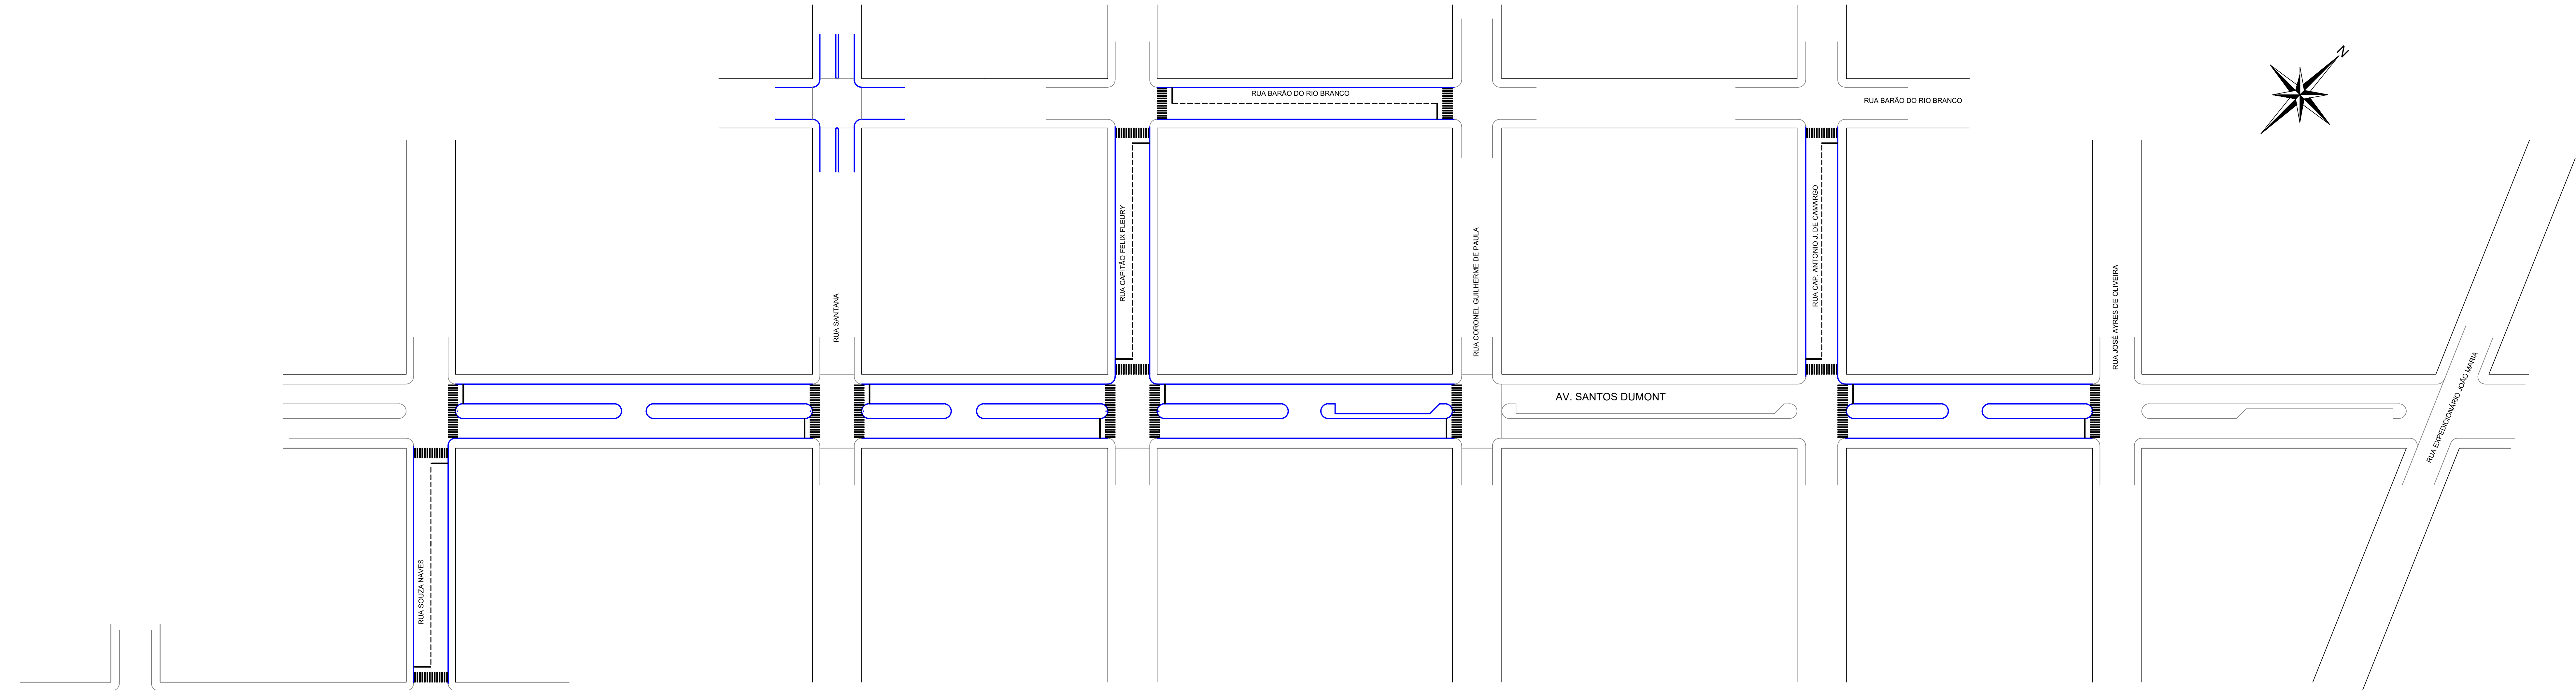 N
RUA BARÃO DO RIO BRANCO
RUA BARÃO DO RIO BRANCO
RUA SANTANA
RUA CAPITÃO FELIX FLEURY
RUA CORONEL GUILHERME DE PAULA
RUA CAP. ANTONIO J. DE CAMARGO
RUA JOSÉ AYRES DE OLIVEIRA
AV. SANTOS DUMONT
RUA EXPEDICIONÁRIO JOÃO MARIA
RUA SOUZA NAVES